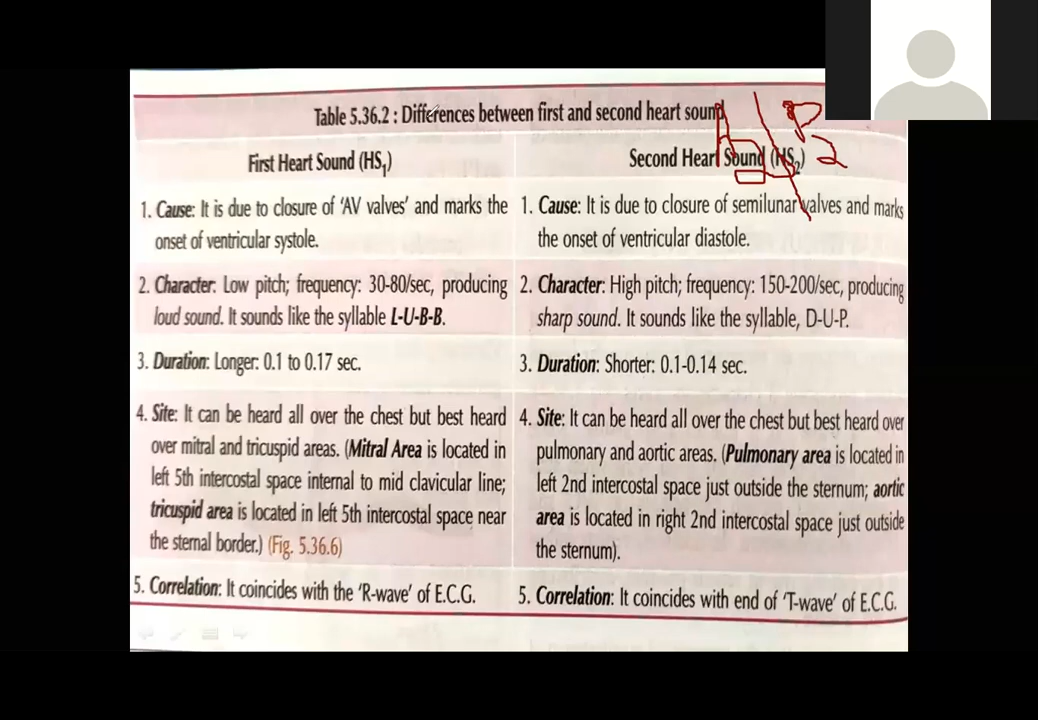 Table 5.36.2 : Differences between first and second heart sound
First Heart Sound (HS₁)
1. Cause: It is due to closure of 'AV valves' and marks the
onset of ventricular systole.
2. Character: Low pitch; frequency: 30-80/sec, producing
loud sound. It sounds like the syllable L-U-B-B.
3. Duration: Longer: 0.1 to 0.17 sec.
4. Site: It can be heard all over the chest but best heard
over mitral and tricuspid areas. (Mitral Area is located in
left 5th intercostal space internal to mid clavicular line;
tricuspid area is located in left 5th intercostal space near
the sternal border.) (Fig. 5.36.6)
5. Correlation: It coincides with the 'R-wave' of E.C.G.
Second Heart Sound (HS₂)
1. Cause: It is due to closure of semilunar valves and marks
the onset of ventricular diastole.
2. Character: High pitch; frequency: 150-200/sec, producing
sharp sound. It sounds like the syllable, D-U-P.
3. Duration: Shorter: 0.1-0.14 sec.
4. Site: It can be heard all over the chest but best heard over
pulmonary and aortic areas. (Pulmonary area is located in
left 2nd intercostal space just outside the sternum; aortic
area is located in right 2nd intercostal space just outside
the sternum).
5. Correlation: It coincides with end of 'T-wave' of E.C.G.
P2